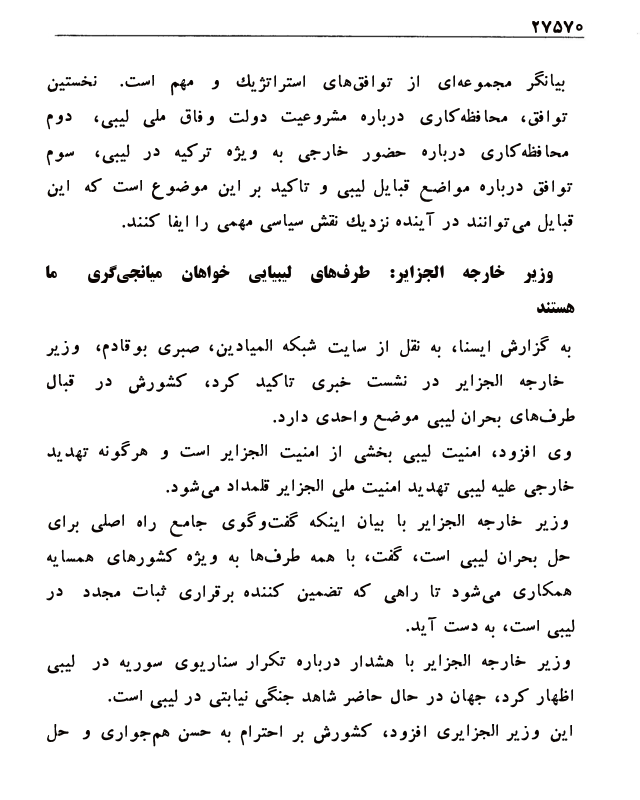 ۲۷۵۷۰
بیانگر مجموعه‌ای از توافق‌های استراتژیك و مهم است. نخستین
توافق، محافظه‌کاری درباره مشروعیت دولت وفاق ملی لیبی، دوم
محافظه‌کاری درباره حضور خارجی به ویژه ترکیه در لیبی، سوم
توافق درباره مواضع قبایل لیبی و تاکید بر این موضوع است که این
قبایل می‌توانند در آینده نزدیك نقش سیاسی مهمی را ایفا کنند.
وزیر خارجه الجزایر: طرف‌های لیبیایی خواهان میانجی‌گری ما
هستند
به گزارش ایسنا، به نقل از سایت شبکه المیادین، صبری بوقادم، وزیر
خارجه الجزایر در نشست خبری تاکید کرد، کشورش در قبال
طرف‌های بحران لیبی موضع واحدی دارد.
وی افزود، امنیت لیبی بخشی از امنیت الجزایر است و هرگونه تهدید
خارجی علیه لیبی تهدید امنیت ملی الجزایر قلمداد می‌شود.
وزیر خارجه الجزایر با بیان اینکه گفت‌وگوی جامع راه اصلی برای
حل بحران لیبی است، گفت، با همه طرف‌ها به ویژه کشورهای همسایه
همکاری می‌شود تا راهی که تضمین کننده برقراری ثبات مجدد در
لیبی است، به دست آید.
وزیر خارجه الجزایر با هشدار درباره تکرار سناریوی سوریه در لیبی
اظهار کرد، جهان در حال حاضر شاهد جنگی نیابتی در لیبی است.
این وزیر الجزایری افزود، کشورش بر احترام به حسن هم‌جواری و حل